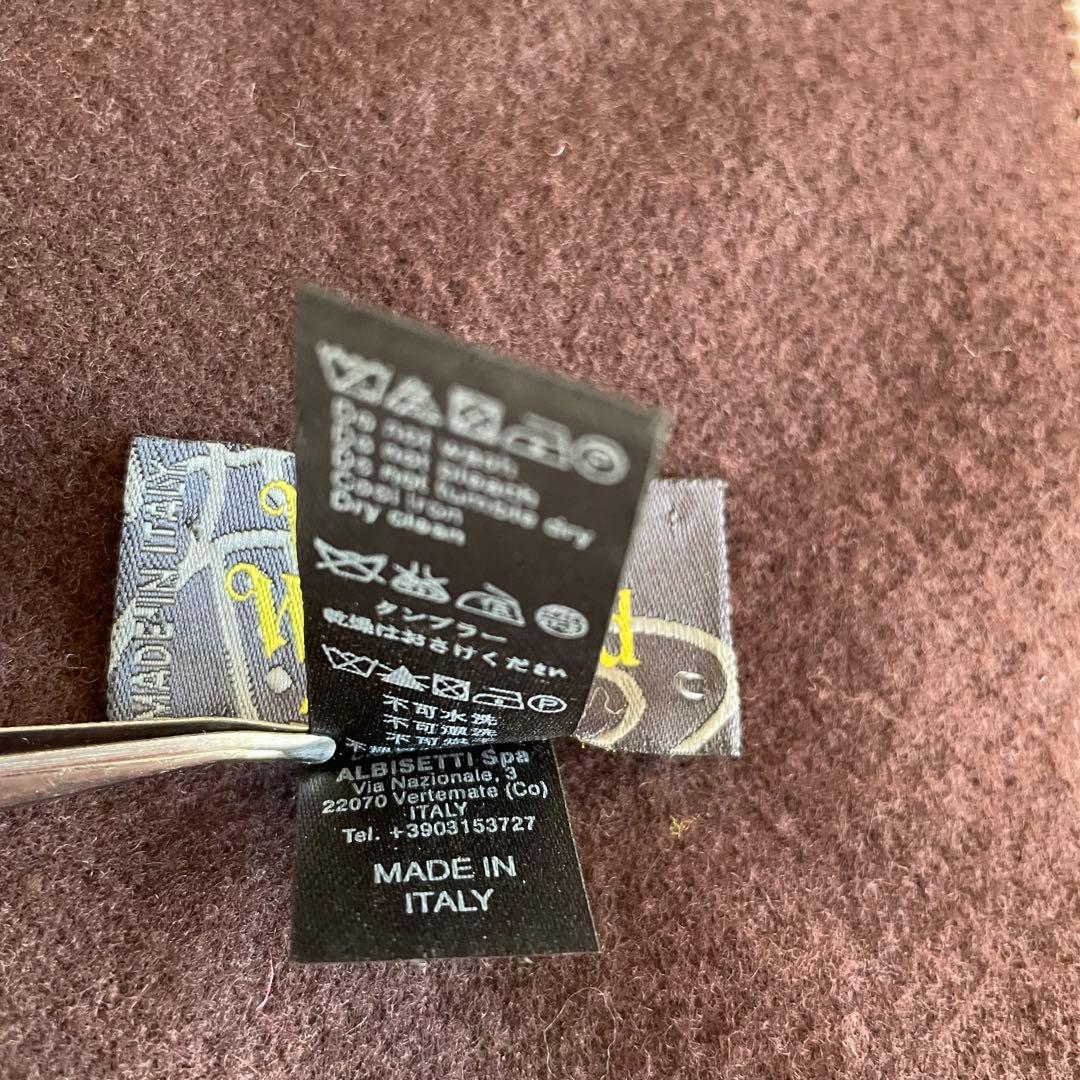 Do not wash
Do not bleach
Do not tumble dry
Cool iron
Dry clean
タンブラー
乾燥はおさけください
P
不可水洗
不可漂洗
ALBISETTI Spa
Via Nazionale, 3
22070 Vertemate (Co)
ITALY
Tel. +3903153727
MADE IN
ITALY
MADE IN ITALY